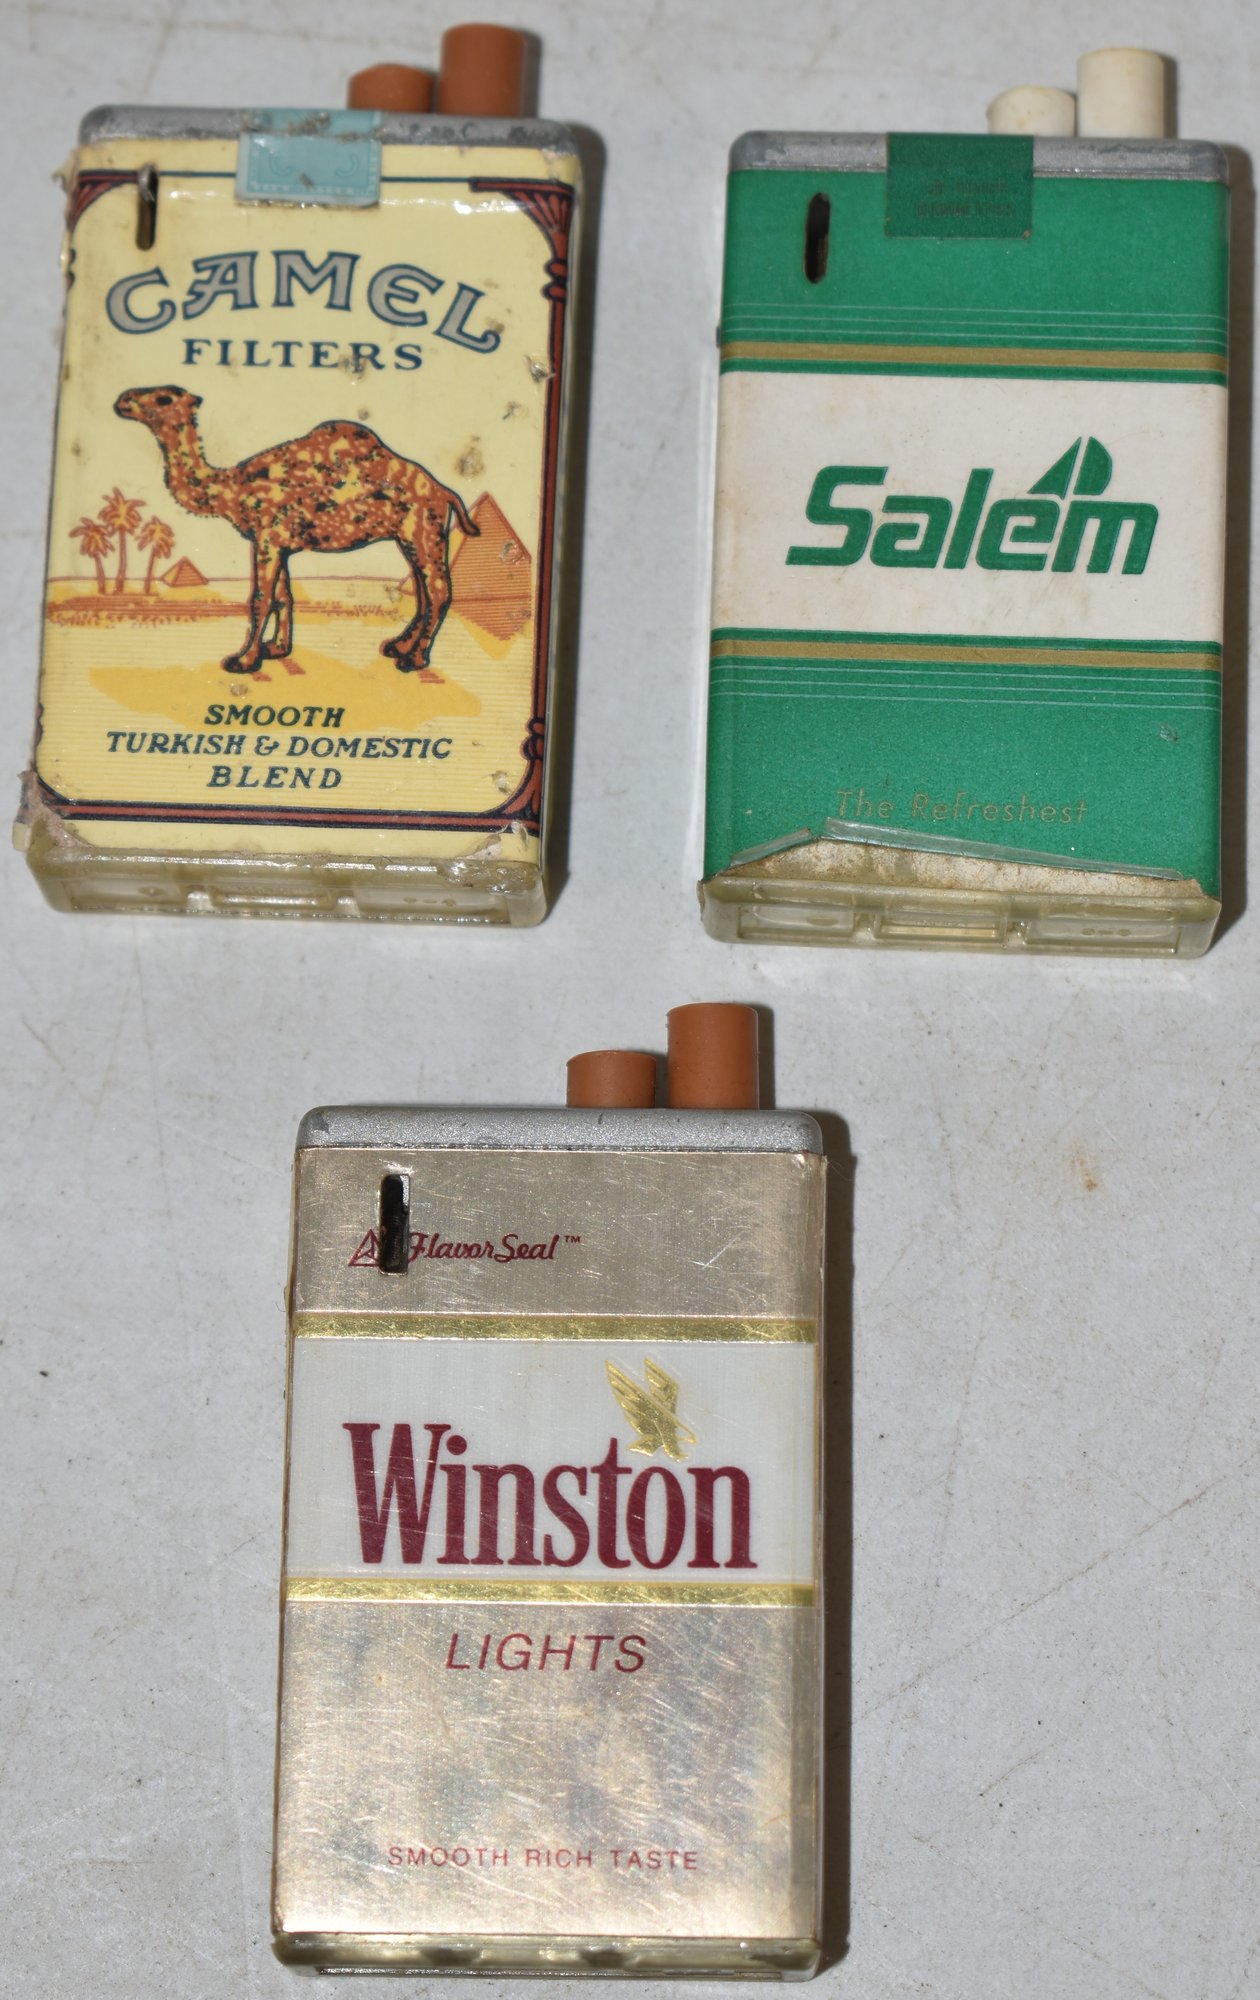 CAMEL
FILTERS
SMOOTH
TURKISH & DOMESTIC
BLEND
Salem
The Refreshest
FlavorSeal™
Winston
LIGHTS
SMOOTH RICH TASTE